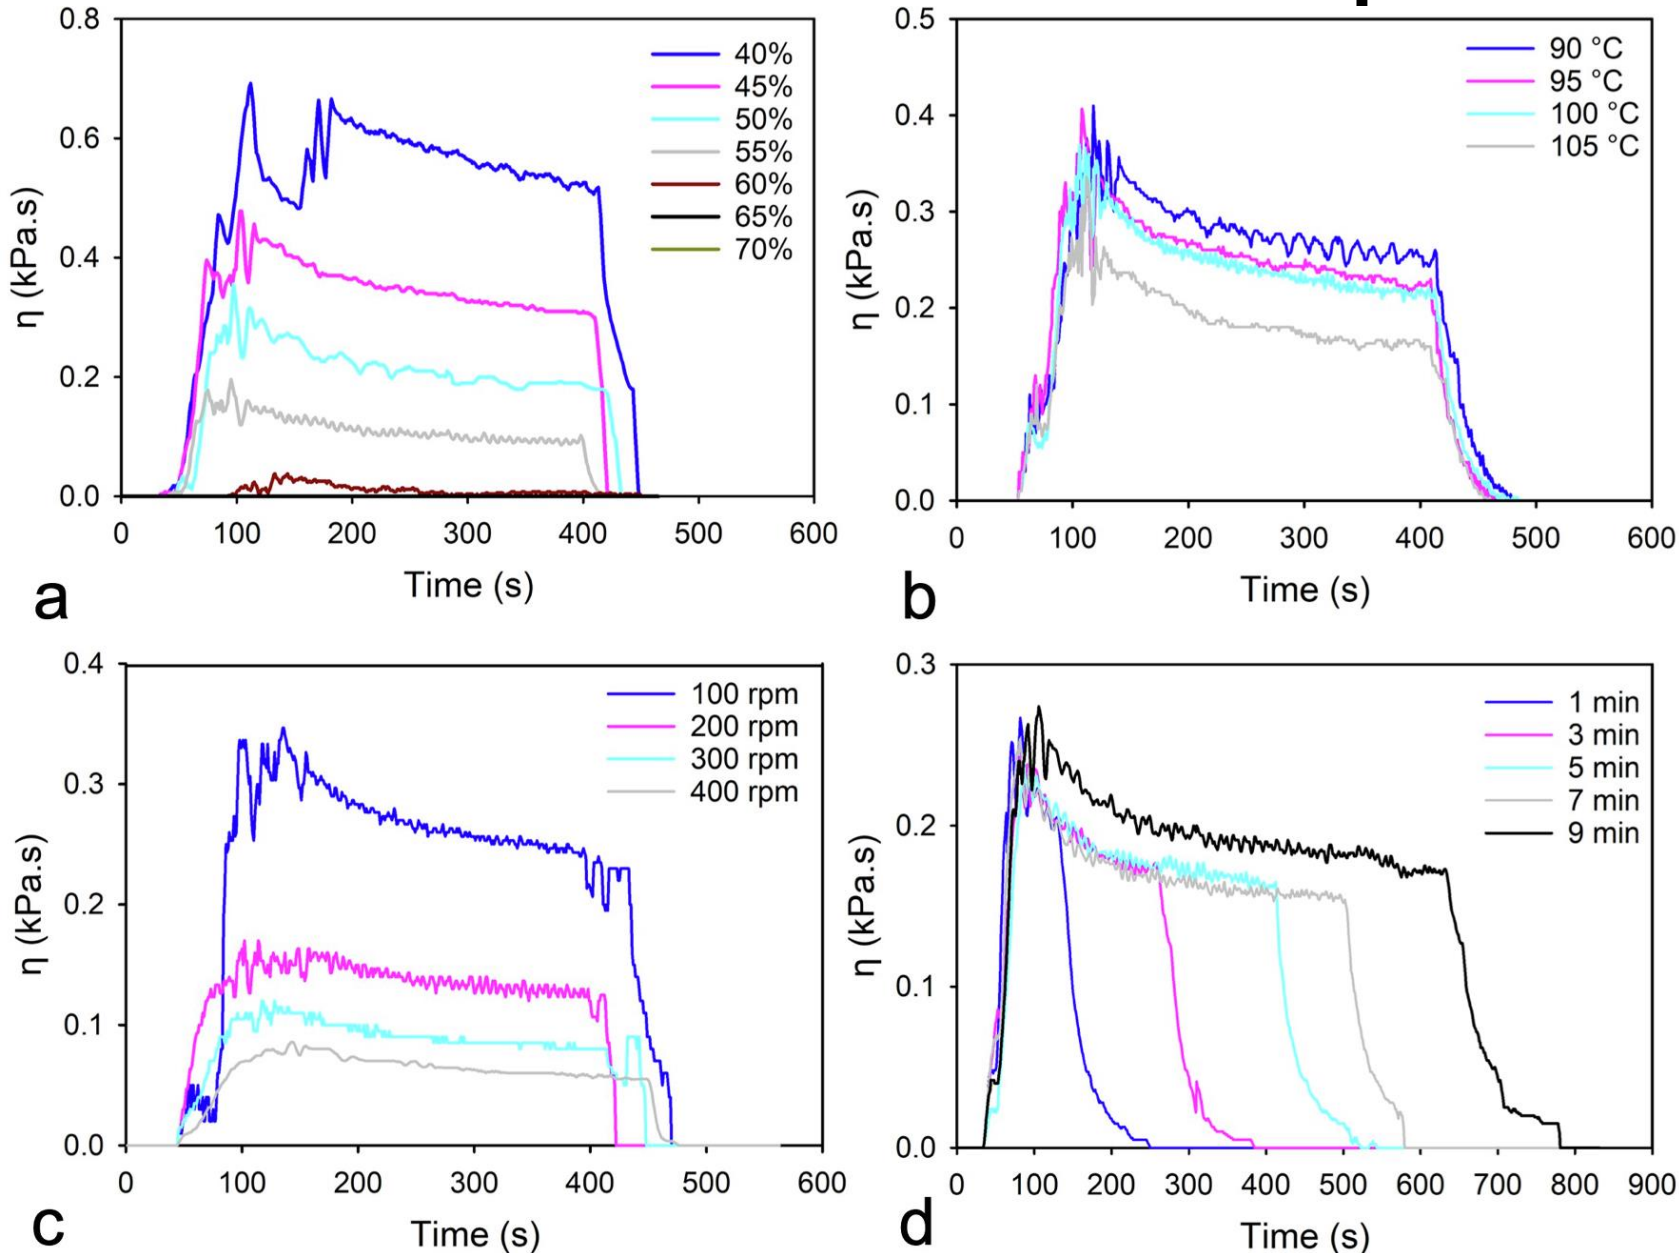 0.8
0.6
0.4
0.2
0.0
η (kPa.s)
40%
45%
50%
55%
60%
65%
70%
0 100 200 300 400 500 600
Time (s)
a
0.5
0.4
0.3
0.2
0.1
0.0
η (kPa.s)
90 °C
95 °C
100 °C
105 °C
0 100 200 300 400 500 600
Time (s)
b
0.4
0.3
0.2
0.1
0.0
η (kPa.s)
100 rpm
200 rpm
300 rpm
400 rpm
0 100 200 300 400 500 600
Time (s)
c
0.3
0.2
0.1
0.0
η (kPa.s)
1 min
3 min
5 min
7 min
9 min
0 100 200 300 400 500 600 700 800 900
Time (s)
d